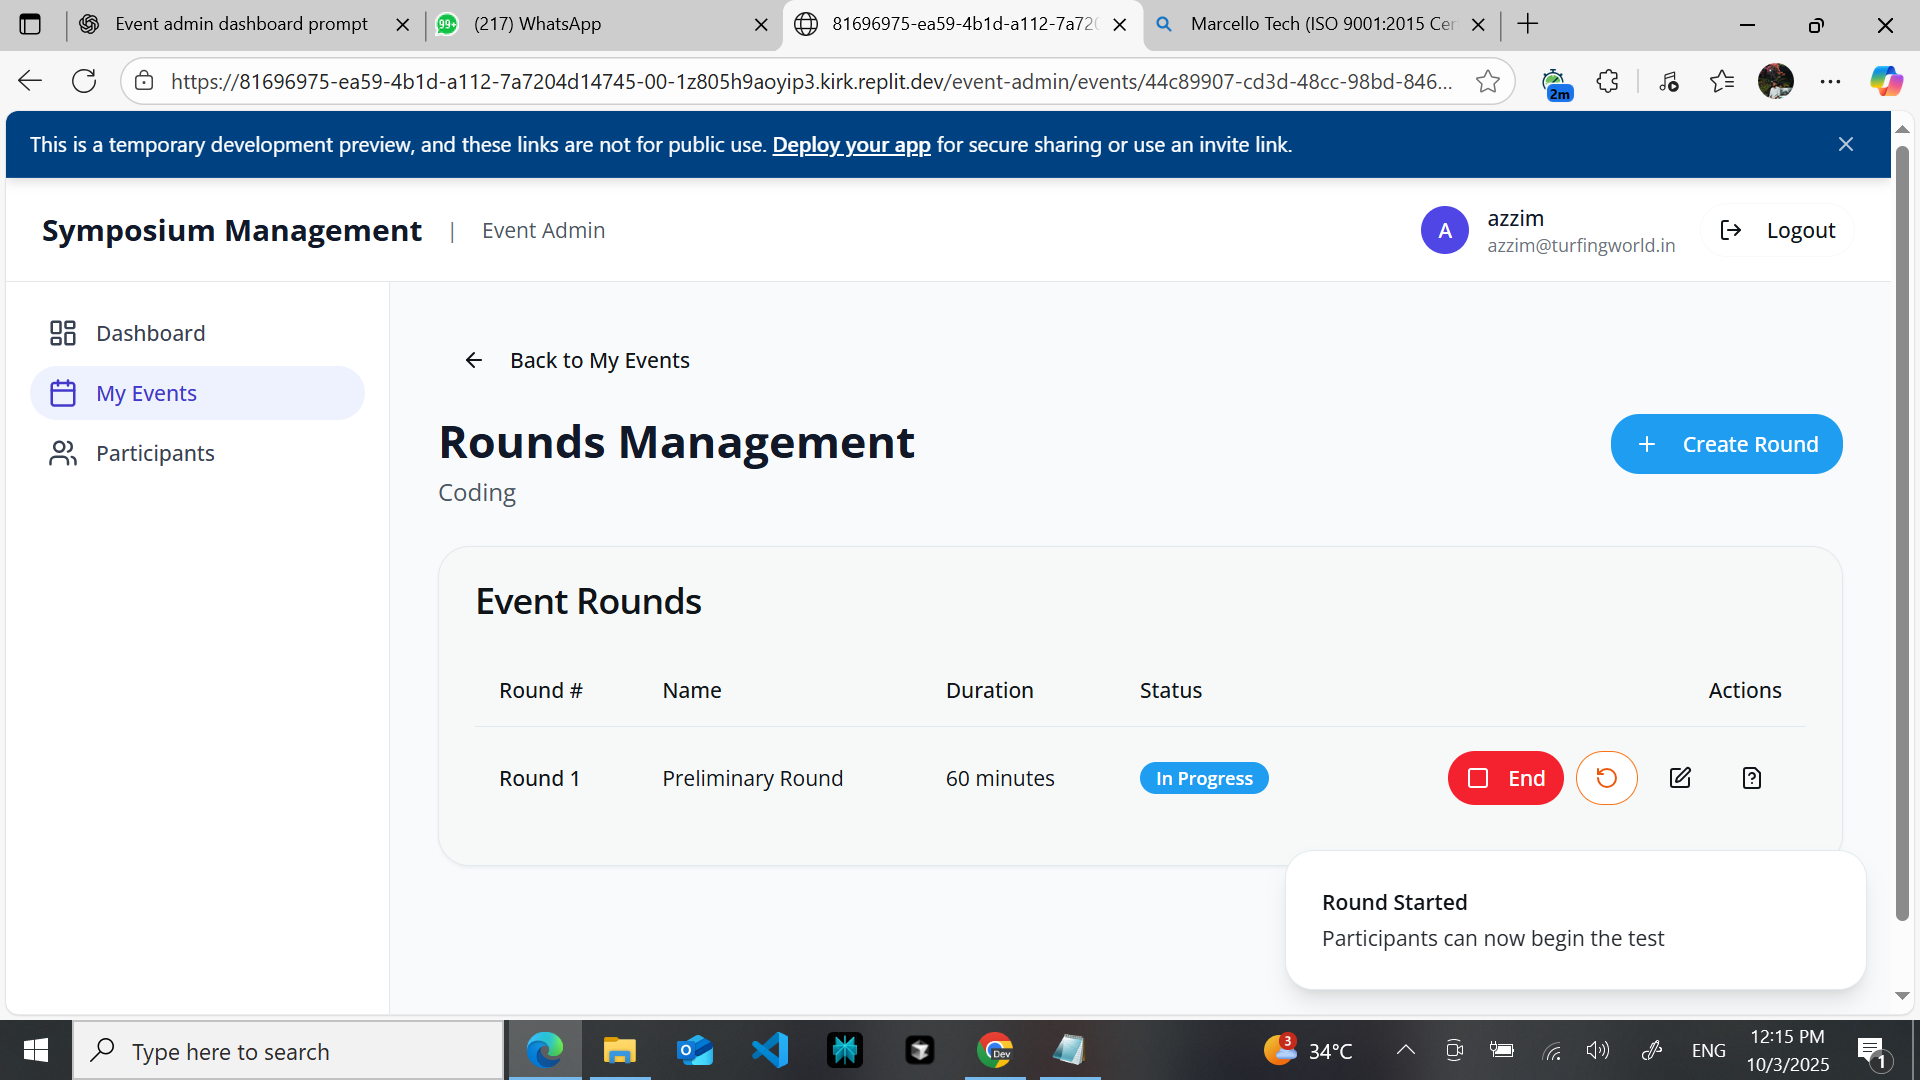 Event admin dashboard prompt
99+
(217) WhatsApp
81696975-ea59-4b1d-a112-7a720
Marcello Tech (ISO 9001:2015 Cer
https://81696975-ea59-4b1d-a112-7a7204d14745-00-1z805h9aoyip3.kirk.replit.dev/event-admin/events/44c89907-cd3d-48cc-98bd-846...
2m
This is a temporary development preview, and these links are not for public use. Deploy your app for secure sharing or use an invite link.
Symposium Management | Event Admin
A
azzim
azzim@turfingworld.in
Logout
Dashboard
My Events
Participants
Back to My Events
Rounds Management
Coding
Create Round
Event Rounds
Round # Name Duration Status Actions
Round 1 Preliminary Round 60 minutes In Progress End
Round Started
Participants can now begin the test
Type here to search
Dev
3
34°C
ENG
12:15 PM
10/3/2025
1